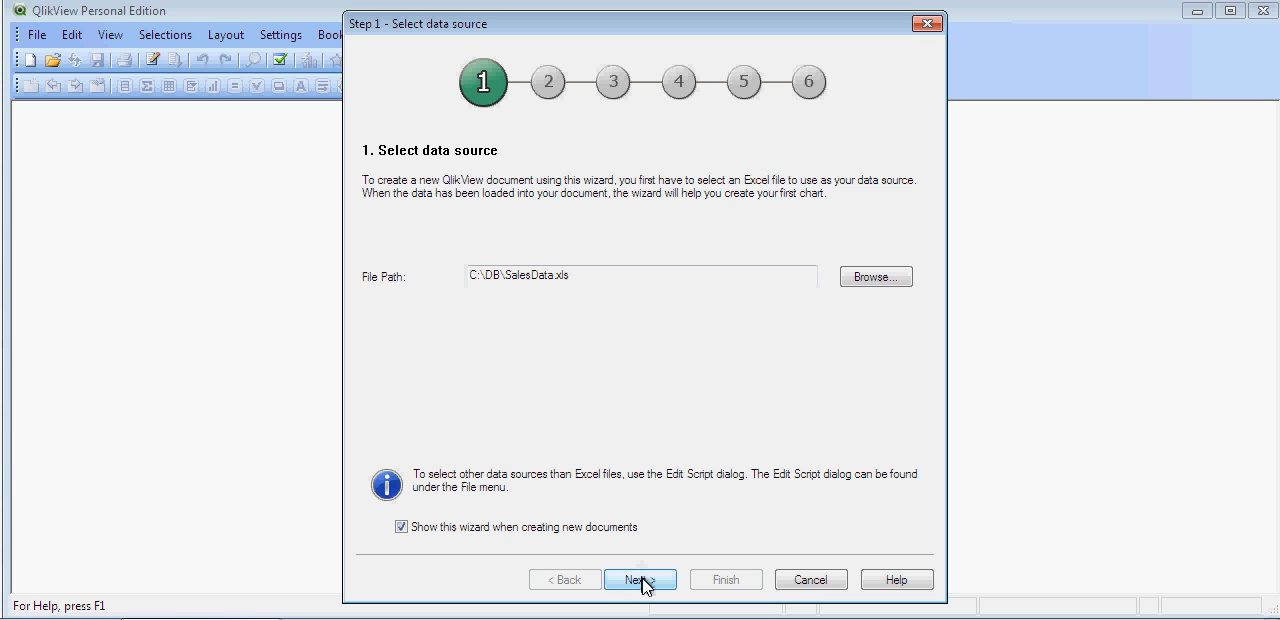 QlikView Personal Edition
File Edit View Selections Settings
Step 1 - Select data source
1 2 3 4 5 6
1. Select data source
To create a new QlikView document using this wizard, you first have to select an Excel file to use as your data source.
When the data has been loaded into your document, the wizard will help you create your first chart.
File Path: C:\DB\SalesData.xls Browse...
To select other data sources than Excel files, use the Edit Script dialog. The Edit Script dialog can be found
under the File menu.
Show this wizard when creating new documents
< Back Next > Finish Cancel Help
For Help, press F1